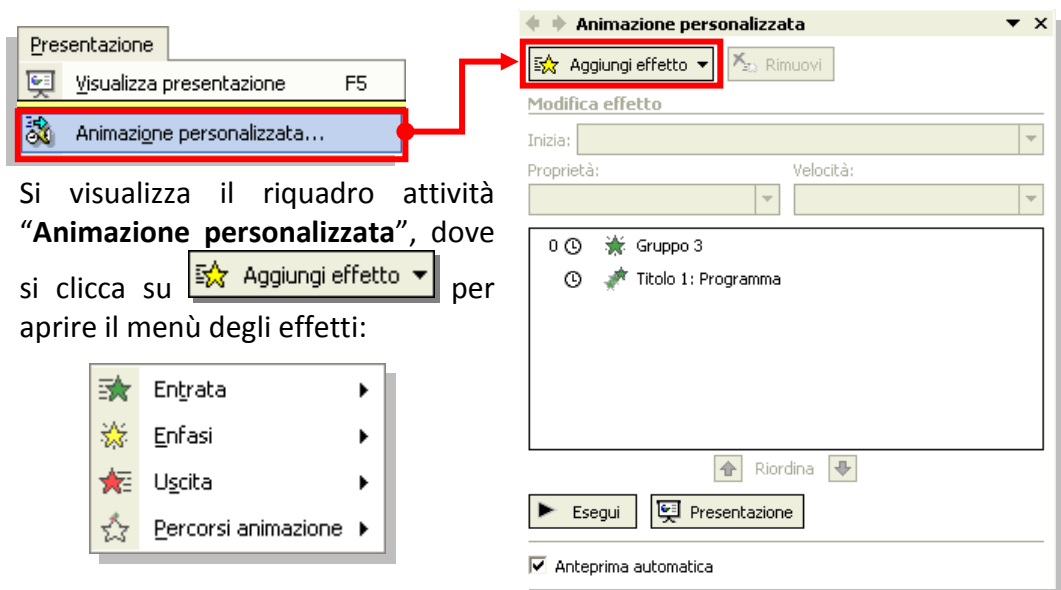 Presentazione
Visualizza presentazione F5
Animazione personalizzata...
Si visualizza il riquadro attività
“Animazione personalizzata”, dove
si clicca su Aggiungi effetto per
aprire il menù degli effetti:
Entrata
Enfasi
Uscita
Percorsi animazione
Animazione personalizzata
Aggiungi effetto Rimuovi
Modifica effetto
Inizia:
Proprietà: Velocità:
0 Gruppo 3
Titolo 1: Programma
Riordina
Esegui Presentazione
Anteprima automatica